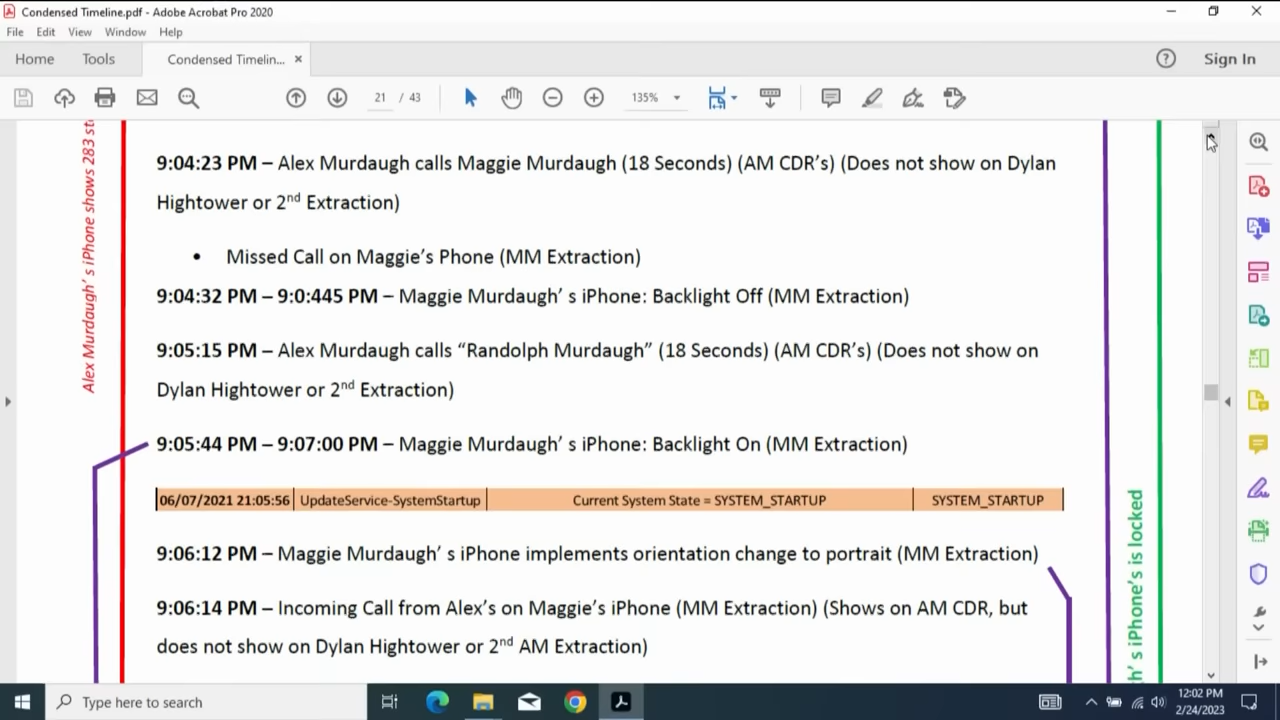 Condensed Timeline.pdf - Adobe Acrobat Pro 2020
File Edit View Window Help
Home Tools Condensed Timelin... × Sign In
21 / 43 135%
9:04:23 PM – Alex Murdaugh calls Maggie Murdaugh (18 Seconds) (AM CDR's) (Does not show on Dylan
Hightower or 2nd Extraction)
• Missed Call on Maggie's Phone (MM Extraction)
9:04:32 PM – 9:0:445 PM – Maggie Murdaugh' s iPhone: Backlight Off (MM Extraction)
9:05:15 PM – Alex Murdaugh calls "Randolph Murdaugh" (18 Seconds) (AM CDR's) (Does not show on
Dylan Hightower or 2nd Extraction)
9:05:44 PM – 9:07:00 PM – Maggie Murdaugh' s iPhone: Backlight On (MM Extraction)
06/07/2021 21:05:56 UpdateService-SystemStartup Current System State = SYSTEM_STARTUP SYSTEM_STARTUP
9:06:12 PM – Maggie Murdaugh' s iPhone implements orientation change to portrait (MM Extraction)
9:06:14 PM – Incoming Call from Alex's on Maggie's iPhone (MM Extraction) (Shows on AM CDR, but
does not show on Dylan Hightower or 2nd AM Extraction)
Alex Murdaugh' s iPhone shows 283 st
h' s iPhone's is locked
Type here to search
12:02 PM
2/24/2023